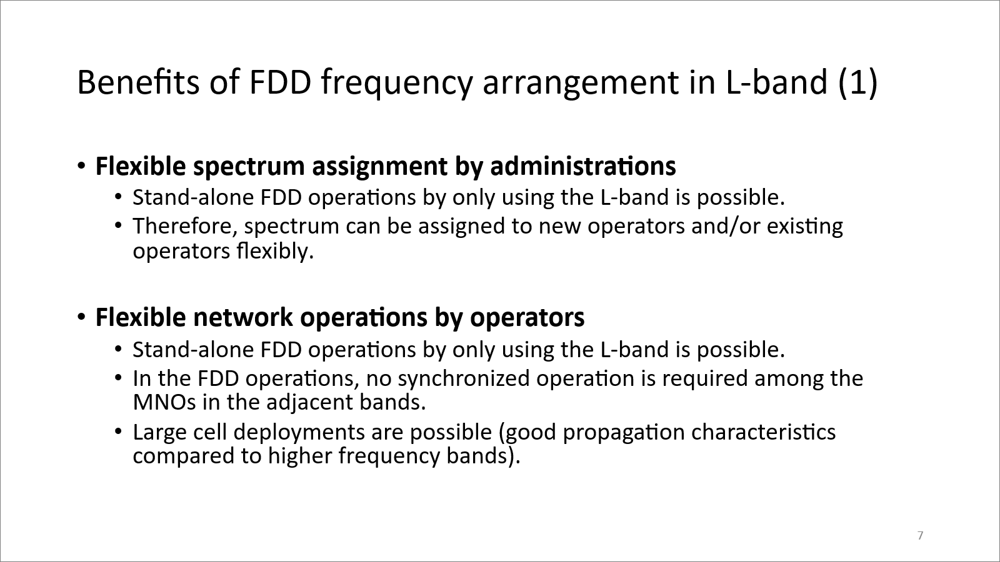 Benefits of FDD frequency arrangement in L-band (1)
• Flexible spectrum assignment by administrations
• Stand-alone FDD operations by only using the L-band is possible.
• Therefore, spectrum can be assigned to new operators and/or existing
operators flexibly.
• Flexible network operations by operators
• Stand-alone FDD operations by only using the L-band is possible.
• In the FDD operations, no synchronized operation is required among the
MNOs in the adjacent bands.
• Large cell deployments are possible (good propagation characteristics
compared to higher frequency bands).
7